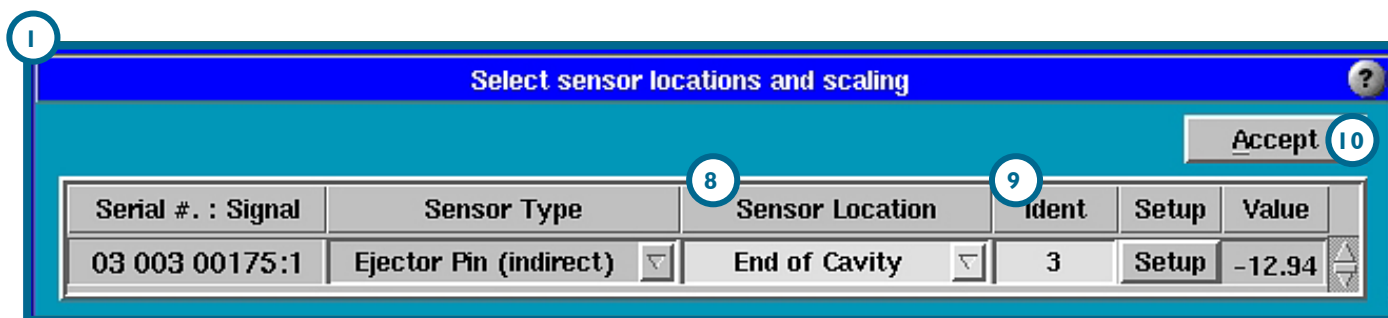 1
Select sensor locations and scaling ?
Accept 10
8 9
Serial #. : Signal Sensor Type Sensor Location Ident Setup Value
03 003 00175:1 Ejector Pin (indirect) End of Cavity 3 Setup -12.94